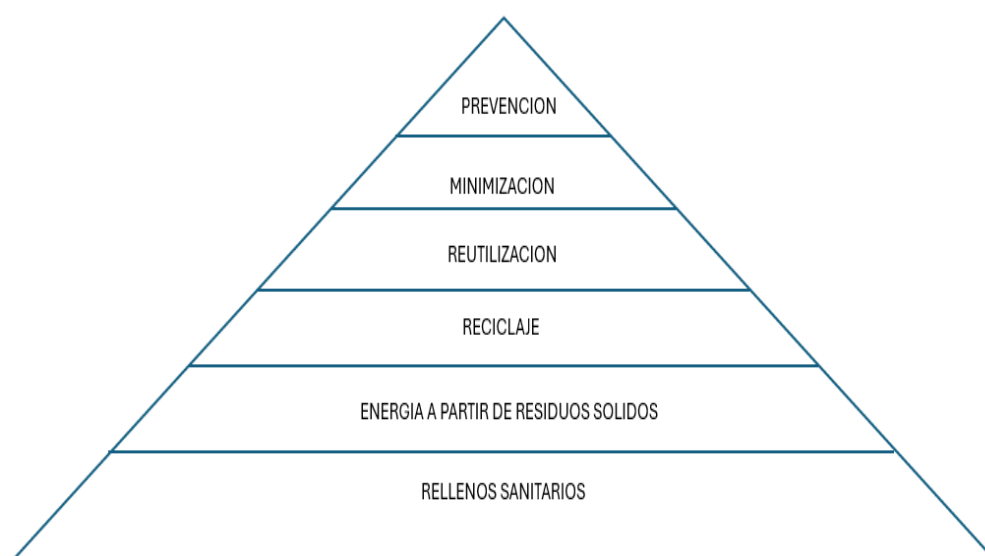 PREVENCION
MINIMIZACION
REUTILIZACION
RECICLAJE
ENERGIA A PARTIR DE RESIDUOS SOLIDOS
RELLENOS SANITARIOS